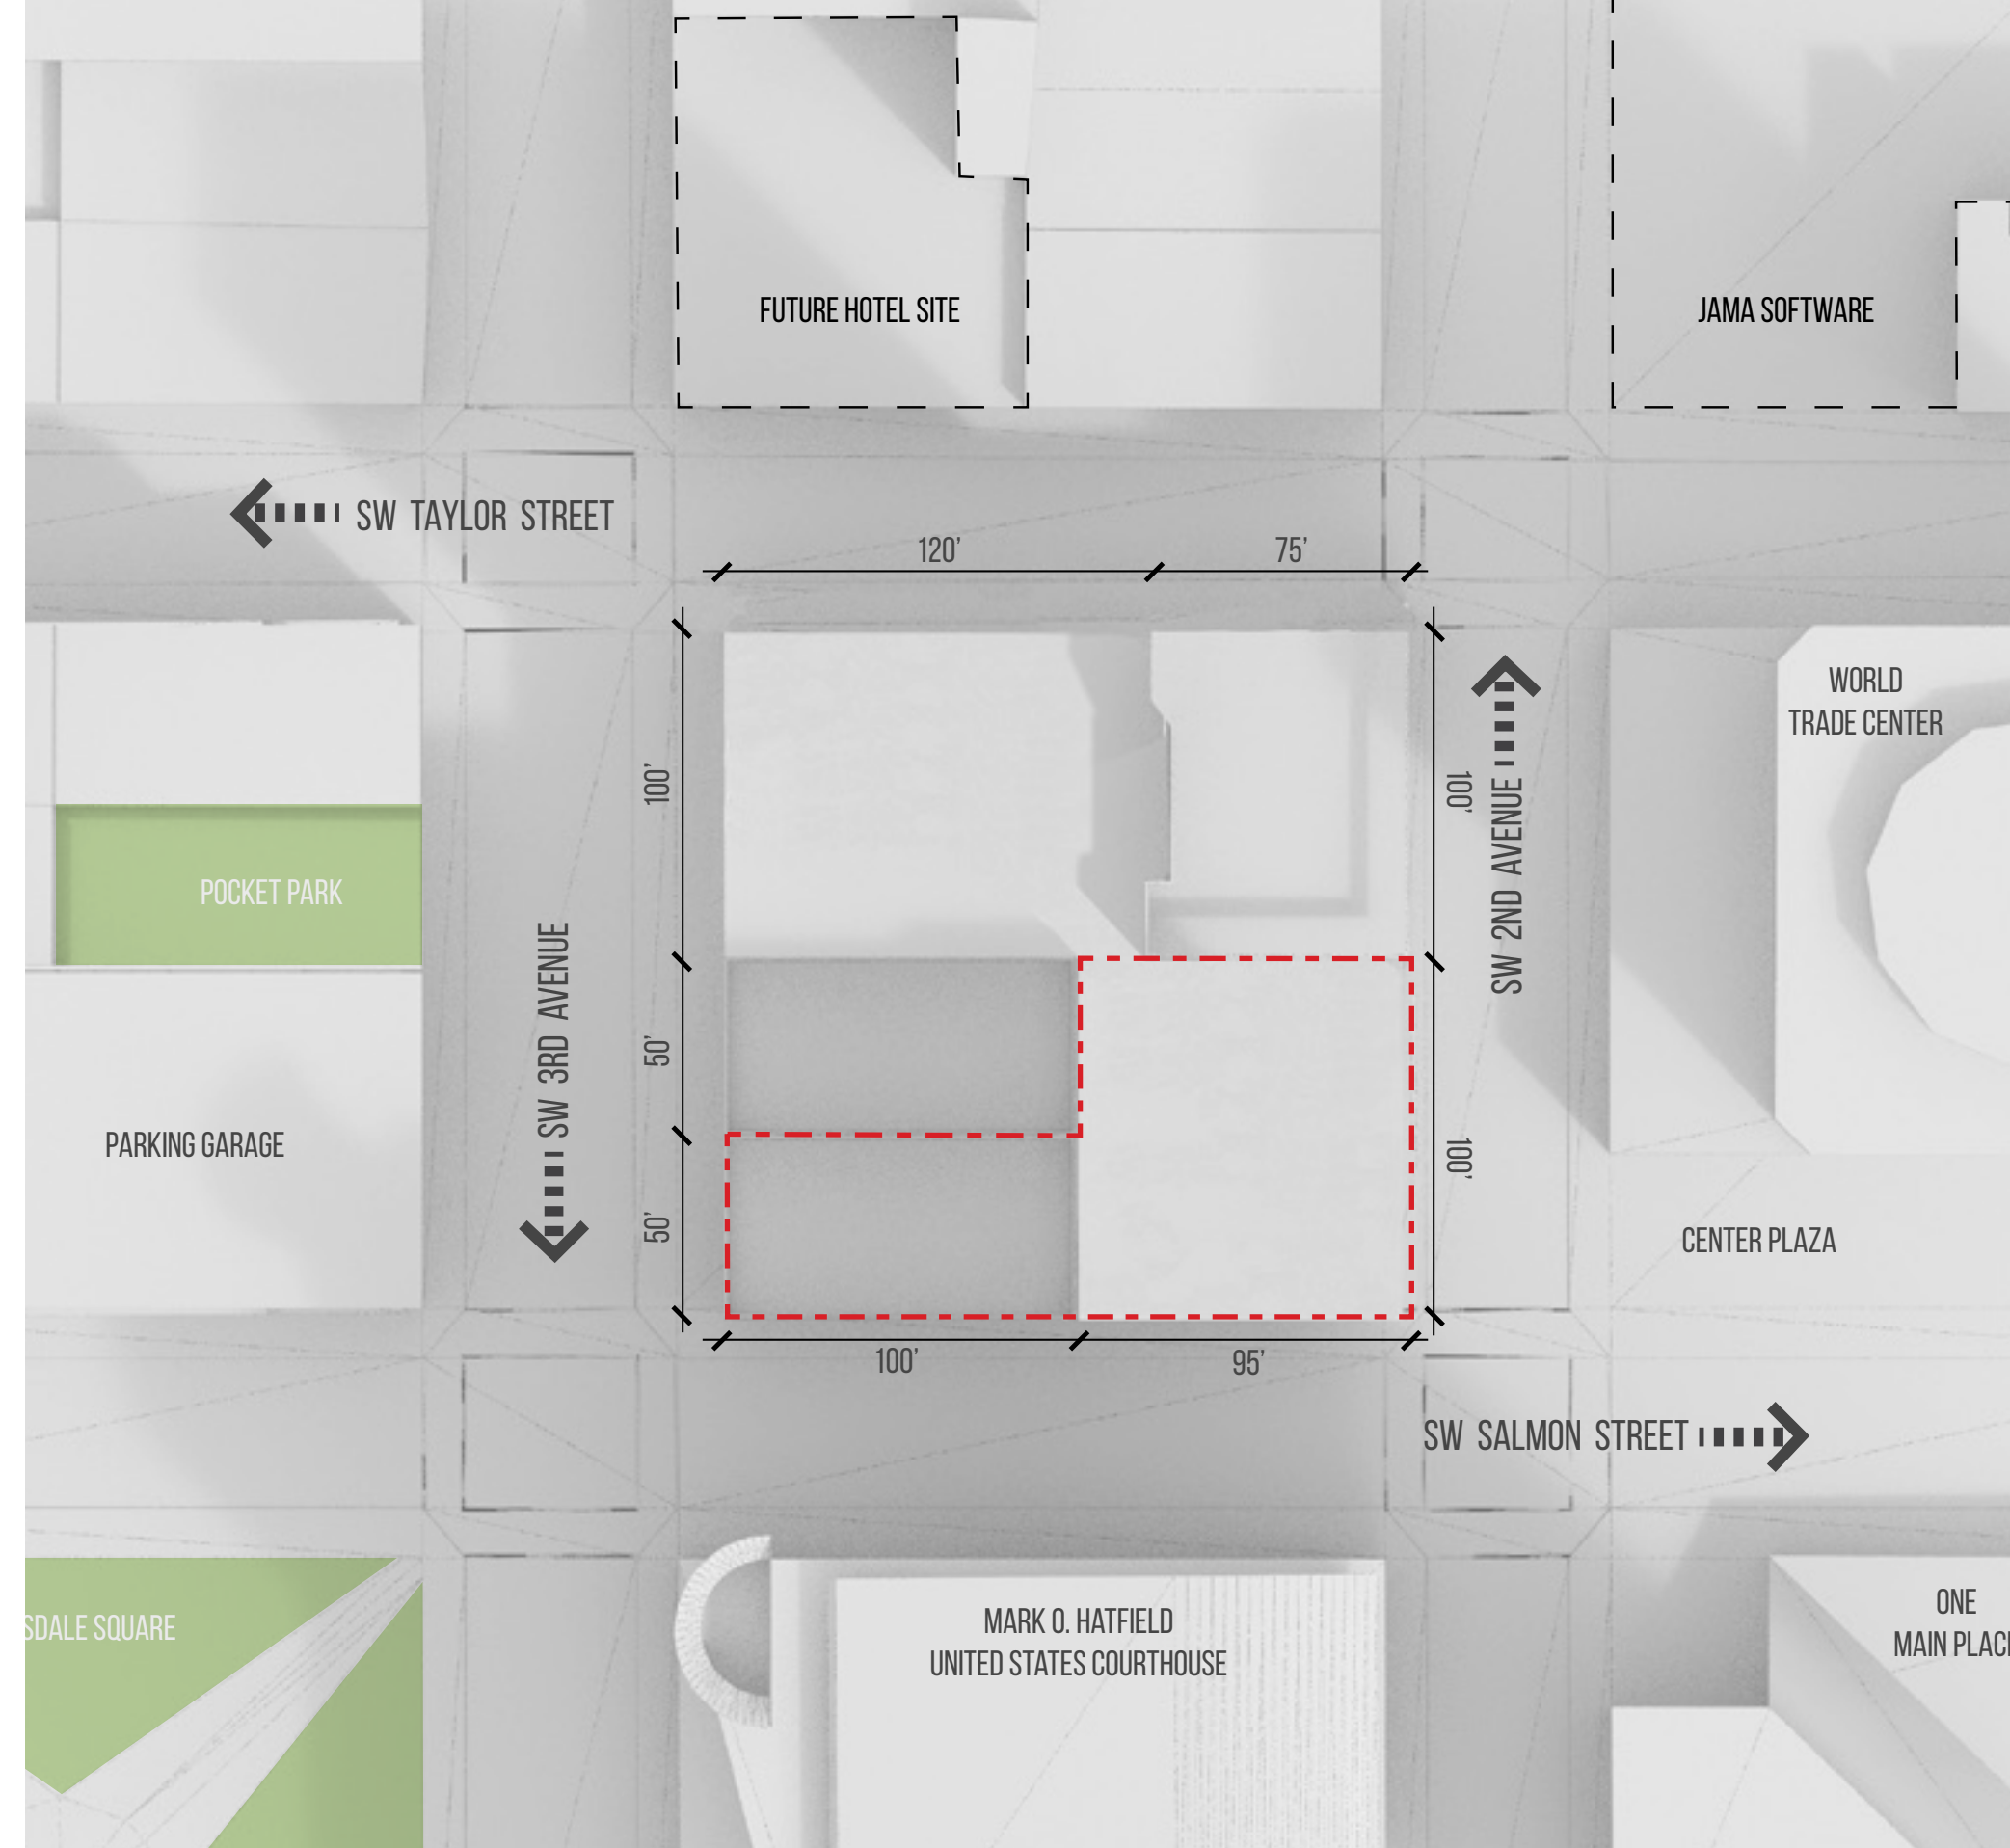 FUTURE HOTEL SITE
JAMA SOFTWARE
SW TAYLOR STREET
120’
75’
WORLD
TRADE CENTER
100’
100’
SW 2ND AVENUE
POCKET PARK
SW 3RD AVENUE
50’
PARKING GARAGE
100’
50’
CENTER PLAZA
100’
95’
SW SALMON STREET
SDALE SQUARE
MARK O. HATFIELD
UNITED STATES COURTHOUSE
ONE
MAIN PLAC